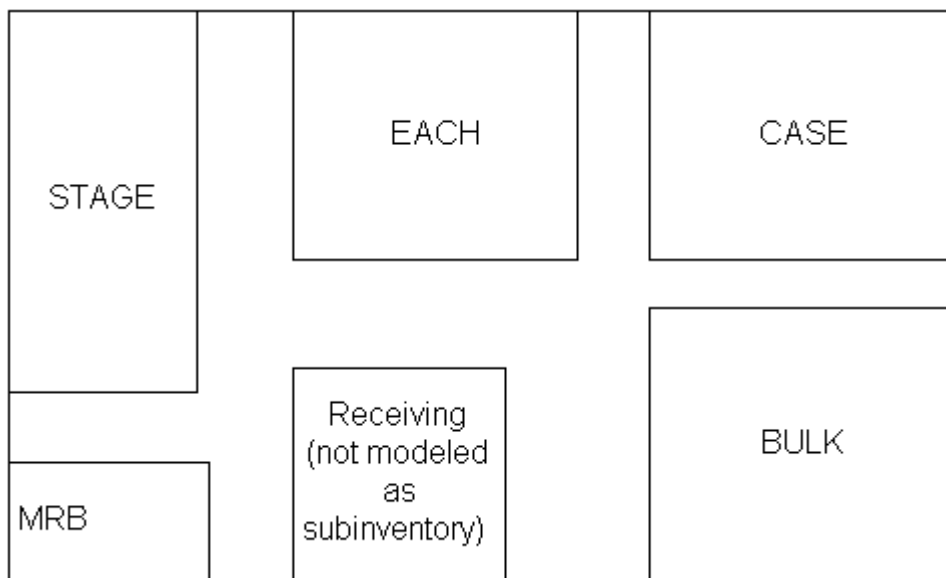 EACH
CASE
STAGE
Receiving
(not modeled
as
subinventory)
BULK
MRB